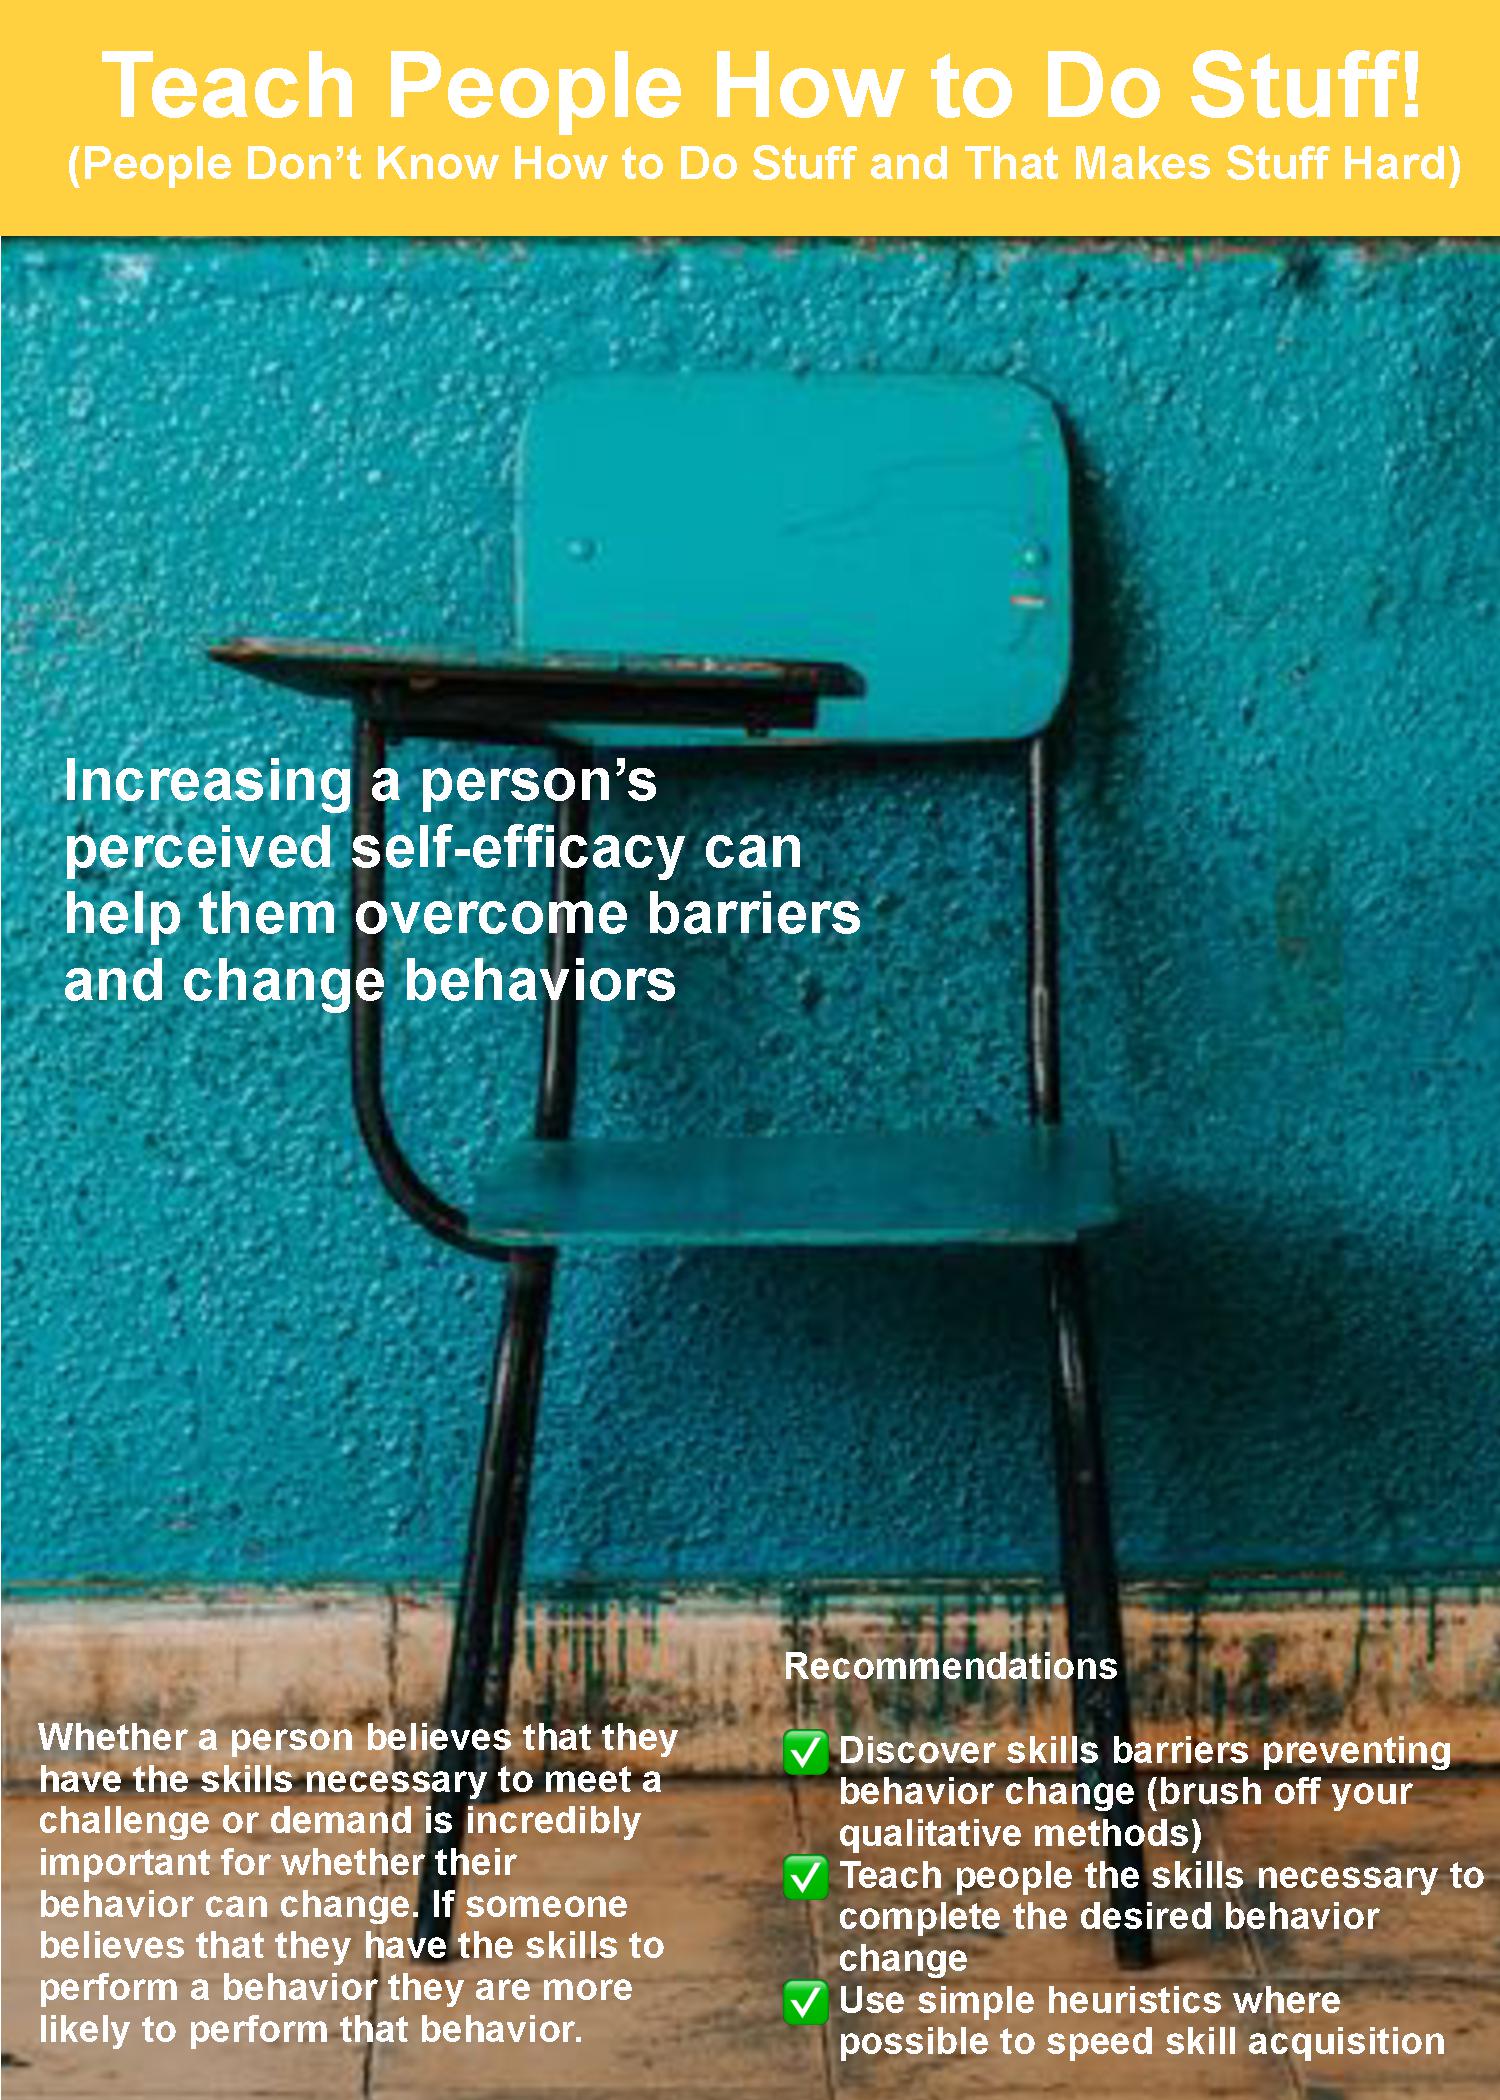 Teach People How to Do Stuff!
(People Don’t Know How to Do Stuff and That Makes Stuff Hard)
Increasing a person’s
perceived self-efficacy can
help them overcome barriers
and change behaviors
Whether a person believes that they
have the skills necessary to meet a
challenge or demand is incredibly
important for whether their
behavior can change. If someone
believes that they have the skills to
perform a behavior they are more
likely to perform that behavior.
Recommendations
✅ Discover skills barriers preventing
behavior change (brush off your
qualitative methods)
✅ Teach people the skills necessary to
complete the desired behavior
change
✅ Use simple heuristics where
possible to speed skill acquisition